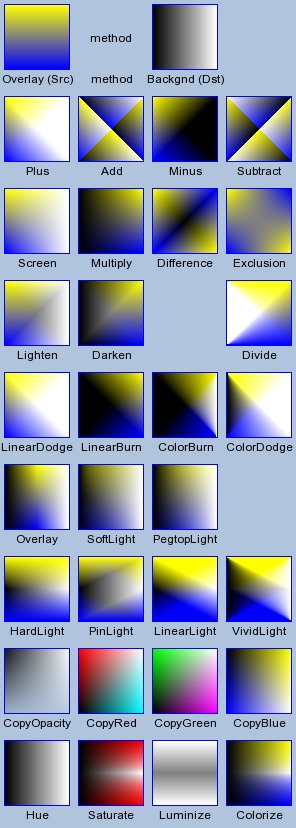 method
Overlay (Src) method Backgnd (Dst)
Plus Add Minus Subtract
Screen Multiply Difference Exclusion
Lighten Darken Divide
LinearDodge LinearBurn ColorBurn ColorDodge
Overlay SoftLight PegtopLight
HardLight PinLight LinearLight VividLight
CopyOpacity CopyRed CopyGreen CopyBlue
Hue Saturate Luminize Colorize